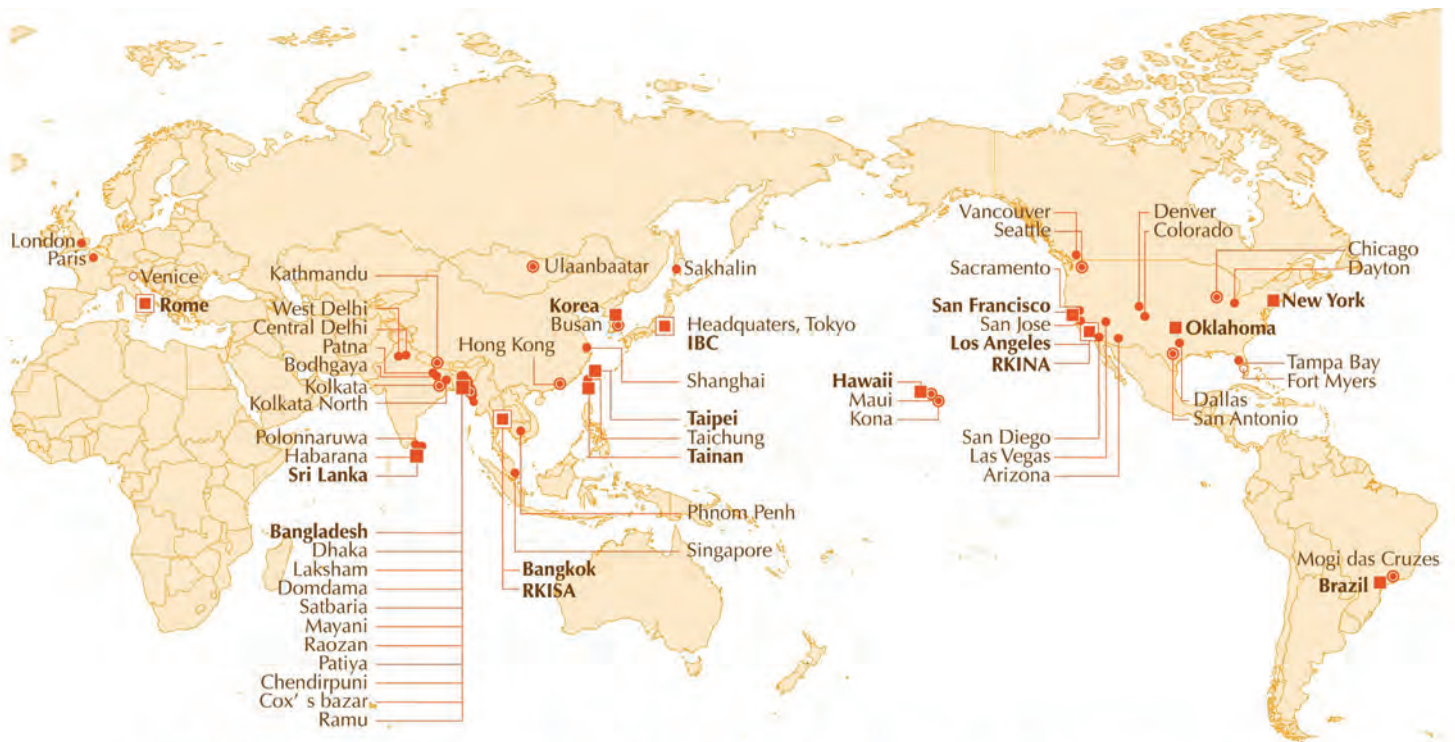 London
Paris
Venice
Rome
Kathmandu
West Delhi
Central Delhi
Patna
Bodhgaya
Kolkata
Kolkata North
Polonnaruwa
Habarana
Sri Lanka
Bangladesh
Dhaka
Laksham
Domdama
Satbaria
Mayani
Raozan
Patiya
Chendirpuni
Cox’ s bazar
Ramu
Ulaanbaatar
Sakhalin
Korea
Busan
Headquaters, Tokyo
IBC
Hong Kong
Shanghai
Taipei
Taichung
Tainan
Phnom Penh
Singapore
Bangkok
RKISA
Vancouver
Seattle
Sacramento
San Francisco
San Jose
Los Angeles
RKINA
Hawaii
Maui
Kona
San Diego
Las Vegas
Arizona
Denver
Colorado
Chicago
Dayton
New York
Oklahoma
Tampa Bay
Fort Myers
Dallas
San Antonio
Mogi das Cruzes
Brazil